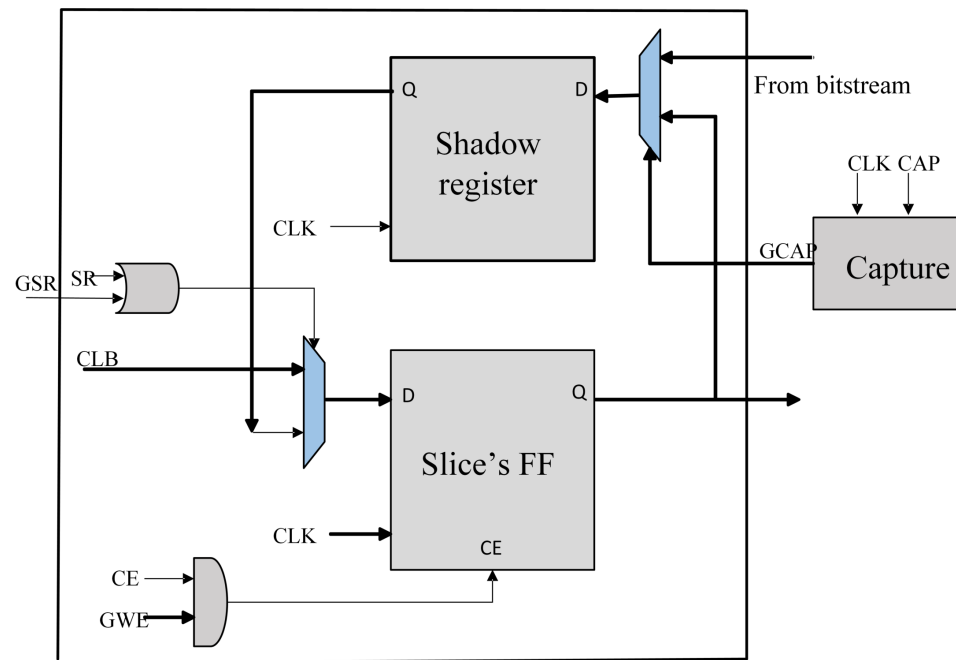 Q
D
From bitstream
Shadow
register
CLK
CAP
CLK
GCAP
Capture
GSR
SR
CLB
D
Q
Slice’s FF
CLK
CE
CE
GWE